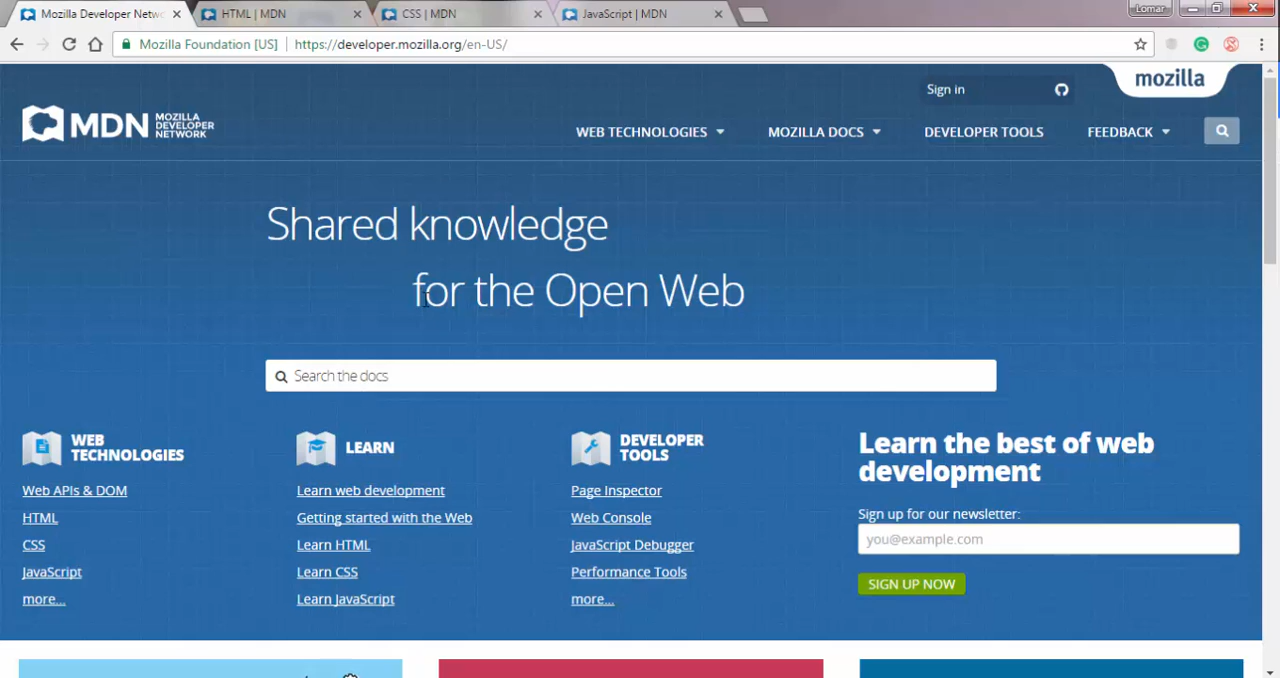 Mozilla Developer Netwo
HTML | MDN
CSS | MDN
JavaScript | MDN
Lomar
Mozilla Foundation [US]
https://developer.mozilla.org/en-US/
Sign in
mozilla
MDN MOZILLA DEVELOPER NETWORK
WEB TECHNOLOGIES
MOZILLA DOCS
DEVELOPER TOOLS
FEEDBACK
Shared knowledge
for the Open Web
Search the docs
WEB
TECHNOLOGIES
Web APIs & DOM
HTML
CSS
JavaScript
more...
LEARN
Learn web development
Getting started with the Web
Learn HTML
Learn CSS
Learn JavaScript
DEVELOPER
TOOLS
Page Inspector
Web Console
JavaScript Debugger
Performance Tools
more...
Learn the best of web
development
Sign up for our newsletter:
you@example.com
SIGN UP NOW